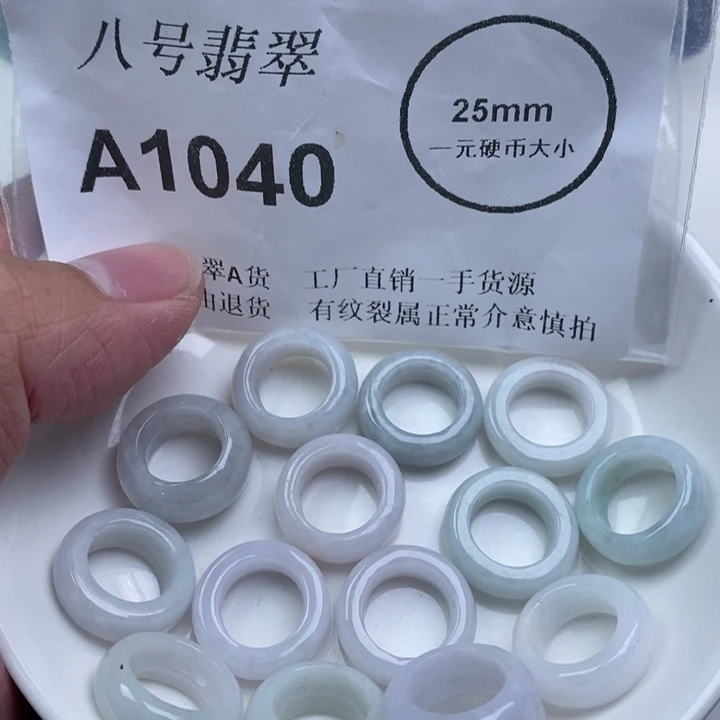 八号翡翠
A1040
25mm
一元硬币大小
翠A货 工厂直销一手货源
由退货 有纹裂属正常介意慎拍